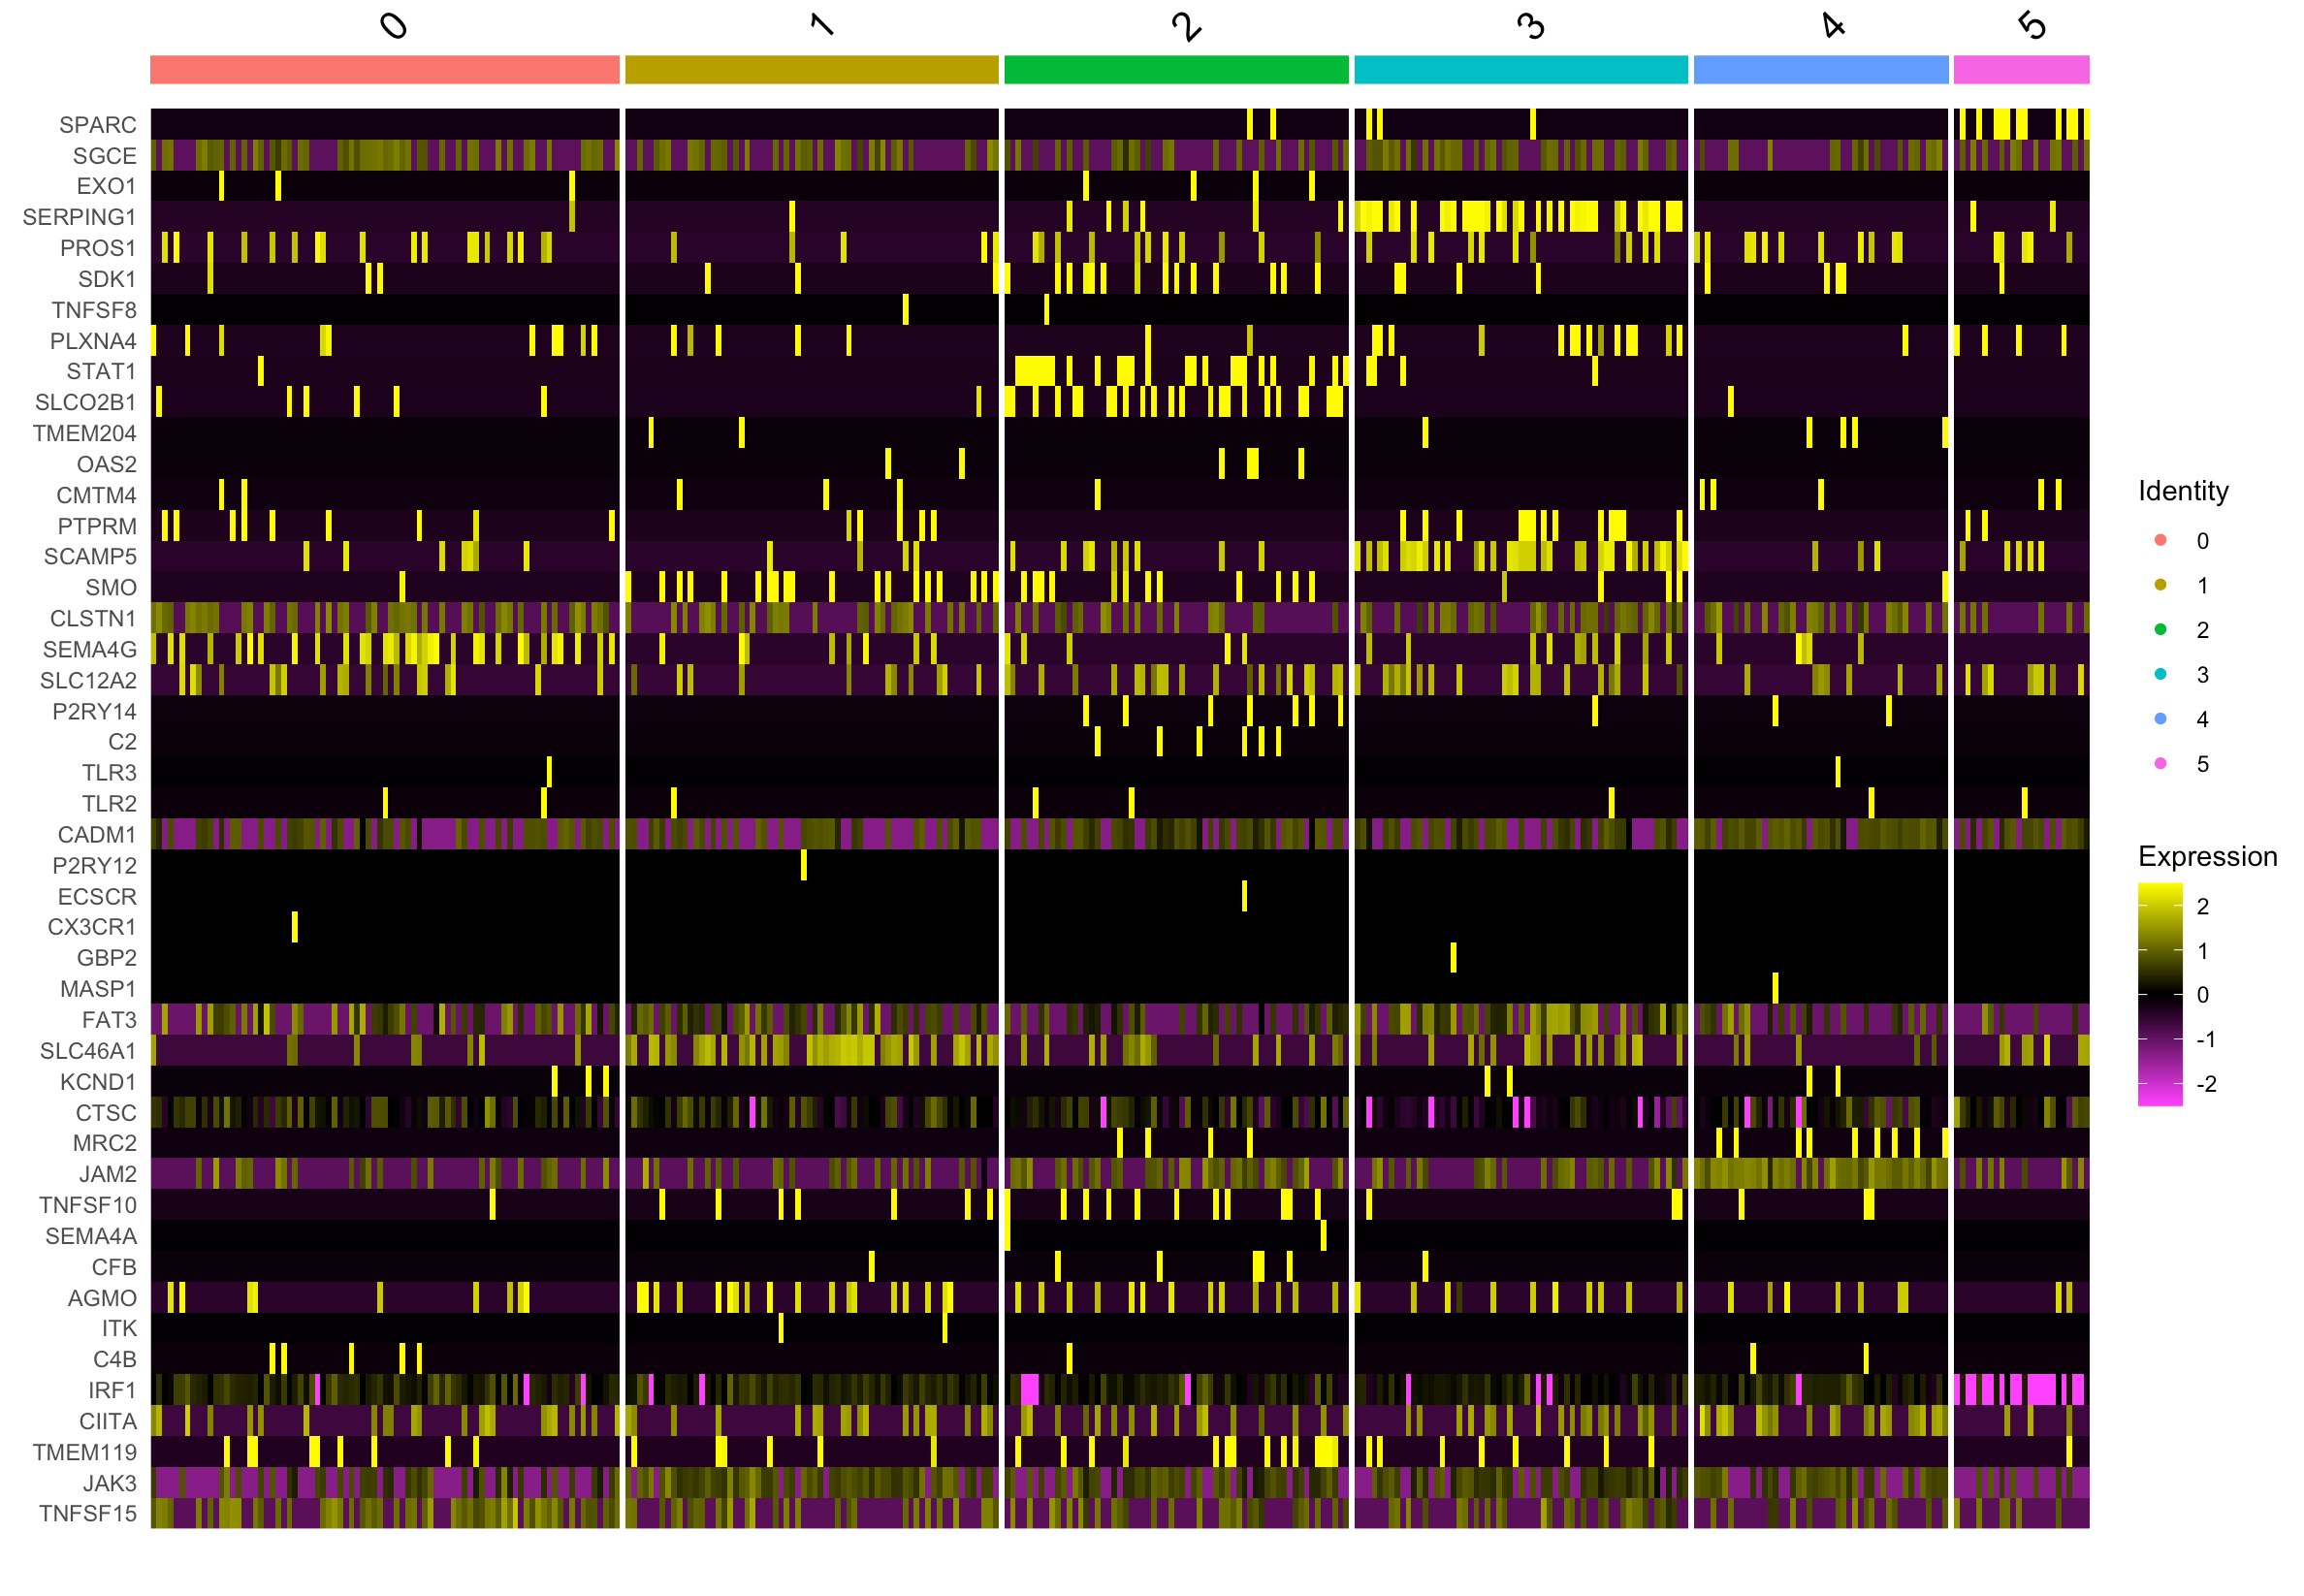 0 1 2 3 4 5
SPARC
SGCE
EXO1
SERPING1
PROS1
SDK1
TNFSF8
PLXNA4
STAT1
SLCO2B1
TMEM204
OAS2
CMTM4
PTPRM
SCAMP5
SMO
CLSTN1
SEMA4G
SLC12A2
P2RY14
C2
TLR3
TLR2
CADM1
P2RY12
ECSCR
CX3CR1
GBP2
MASP1
FAT3
SLC46A1
KCND1
CTSC
MRC2
JAM2
TNFSF10
SEMA4A
CFB
AGMO
ITK
C4B
IRF1
CIITA
TMEM119
JAK3
TNFSF15
Identity
0
1
2
3
4
5
Expression
2
1
0
-1
-2